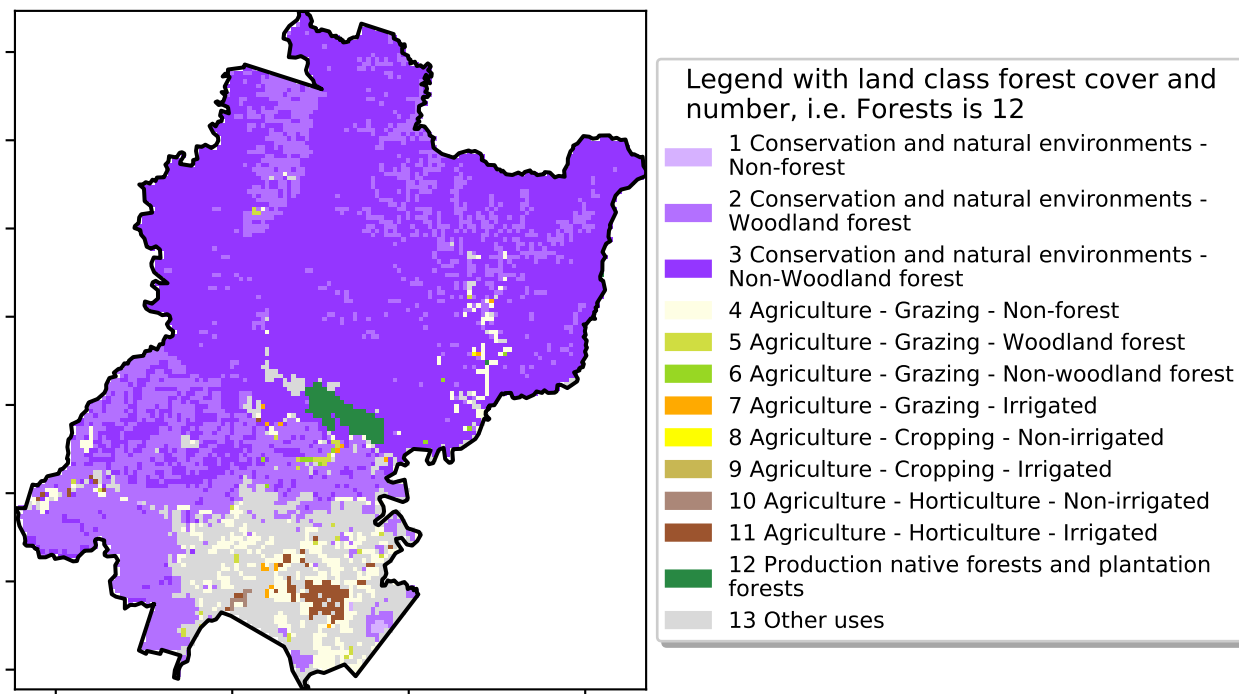 Legend with land class forest cover and
number, i.e. Forests is 12
1 Conservation and natural environments -
Non-forest
2 Conservation and natural environments -
Woodland forest
3 Conservation and natural environments -
Non-Woodland forest
4 Agriculture - Grazing - Non-forest
5 Agriculture - Grazing - Woodland forest
6 Agriculture - Grazing - Non-woodland forest
7 Agriculture - Grazing - Irrigated
8 Agriculture - Cropping - Non-irrigated
9 Agriculture - Cropping - Irrigated
10 Agriculture - Horticulture - Non-irrigated
11 Agriculture - Horticulture - Irrigated
12 Production native forests and plantation
forests
13 Other uses